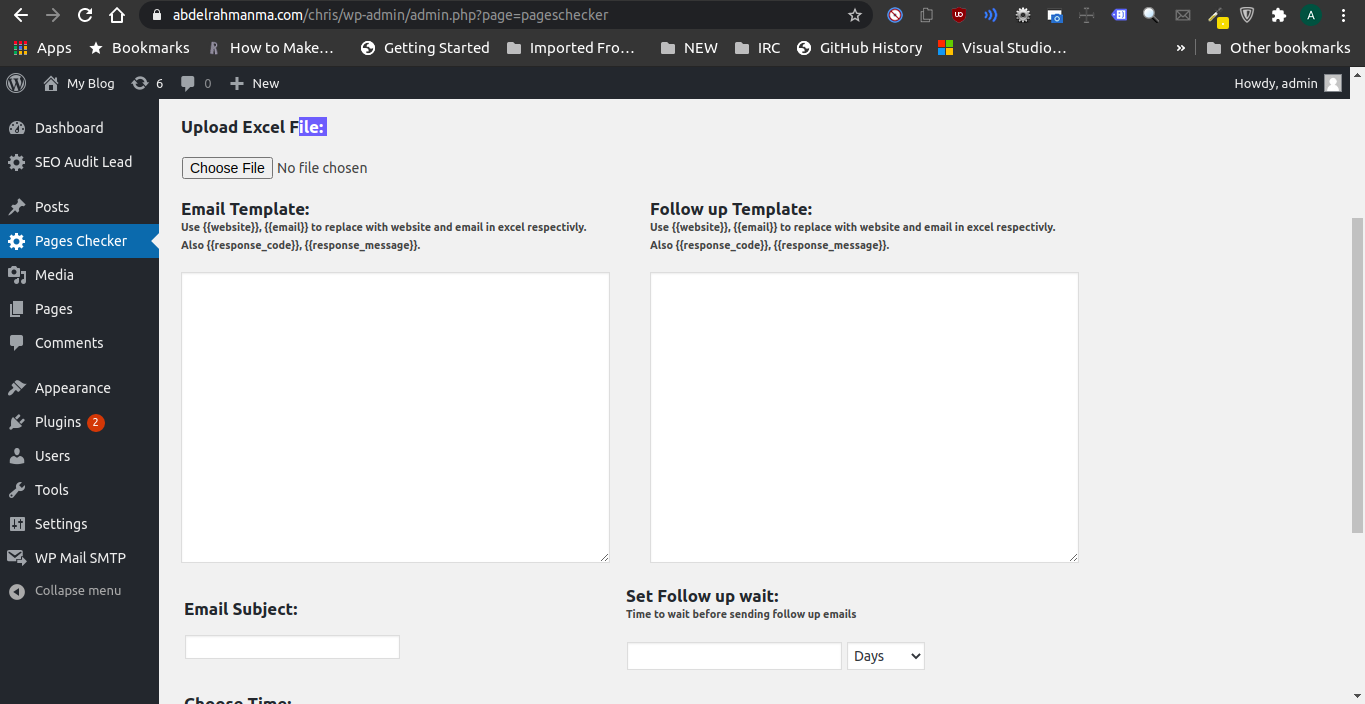 abdelrahmanma.com/chris/wp-admin/admin.php?page=pageschecker
Apps Bookmarks How to Make... Getting Started Imported Fro... NEW IRC GitHub History Visual Studio... » Other bookmarks
My Blog 6 0 New Howdy, admin
Dashboard
SEO Audit Lead
Posts
Pages Checker
Media
Pages
Comments
Appearance
Plugins 2
Users
Tools
Settings
WP Mail SMTP
Collapse menu
Upload Excel File:
Choose File No file chosen
Email Template:
Use {{website}}, {{email}} to replace with website and email in excel respectivly.
Also {{response_code}}, {{response_message}}.
Follow up Template:
Use {{website}}, {{email}} to replace with website and email in excel respectivly.
Also {{response_code}}, {{response_message}}.
Email Subject:
Set Follow up wait:
Time to wait before sending follow up emails
Days
Choose Time: